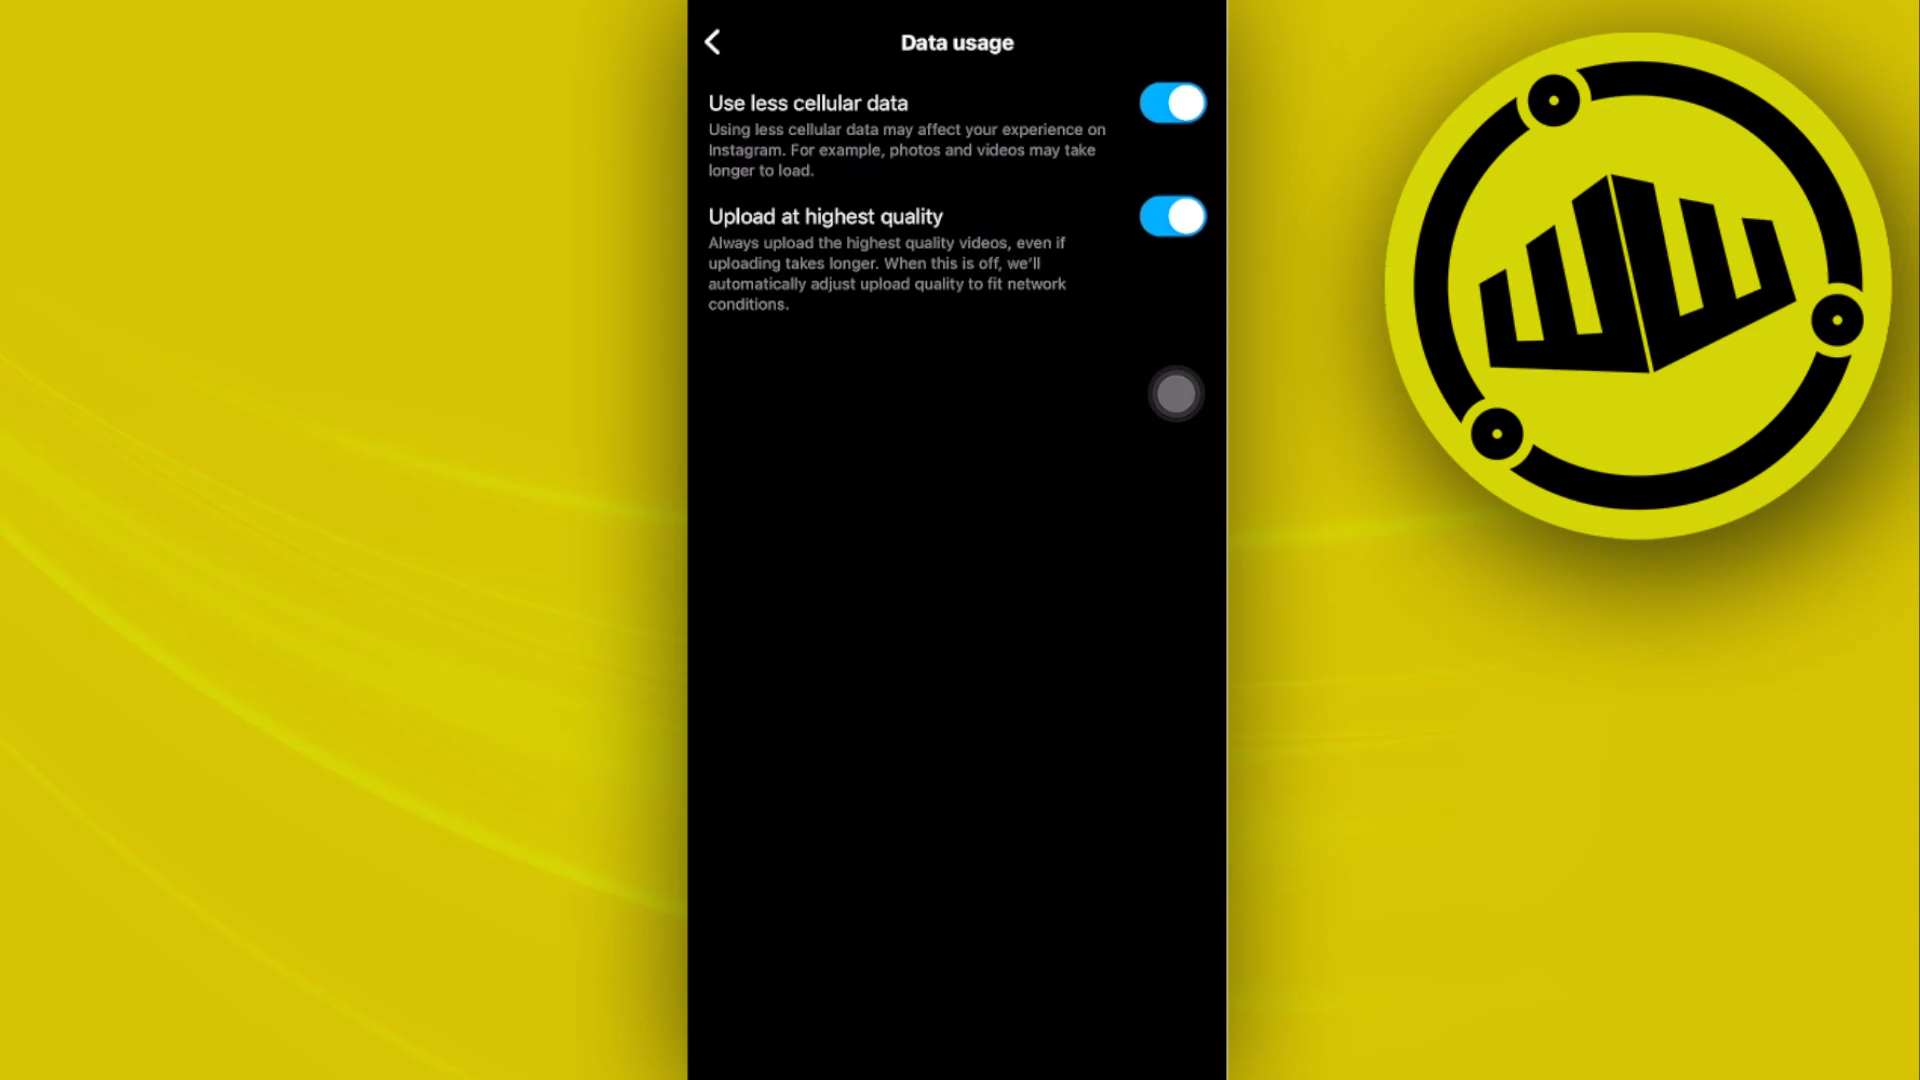 Data usage
Use less cellular data
Using less cellular data may affect your experience on
Instagram. For example, photos and videos may take
longer to load.
Upload at highest quality
Always upload the highest quality videos, even if
uploading takes longer. When this is off, we'll
automatically adjust upload quality to fit network
conditions.